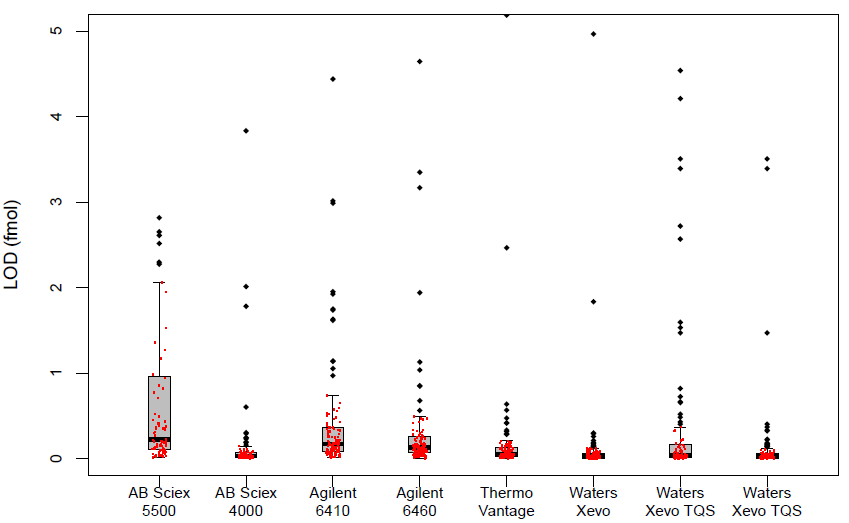 5
4
3
2
1
0
LOD (fmol)
AB Sciex AB Sciex Agilent Agilent Thermo Waters Waters Waters
5500 4000 6410 6460 Vantage Xevo Xevo TQS Xevo TQS